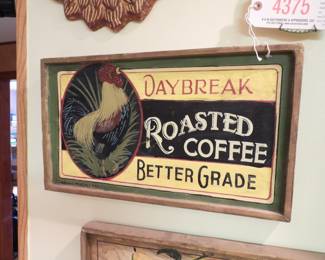 4375
DAYBREAK
ROASTED
COFFEE
BETTER GRADE